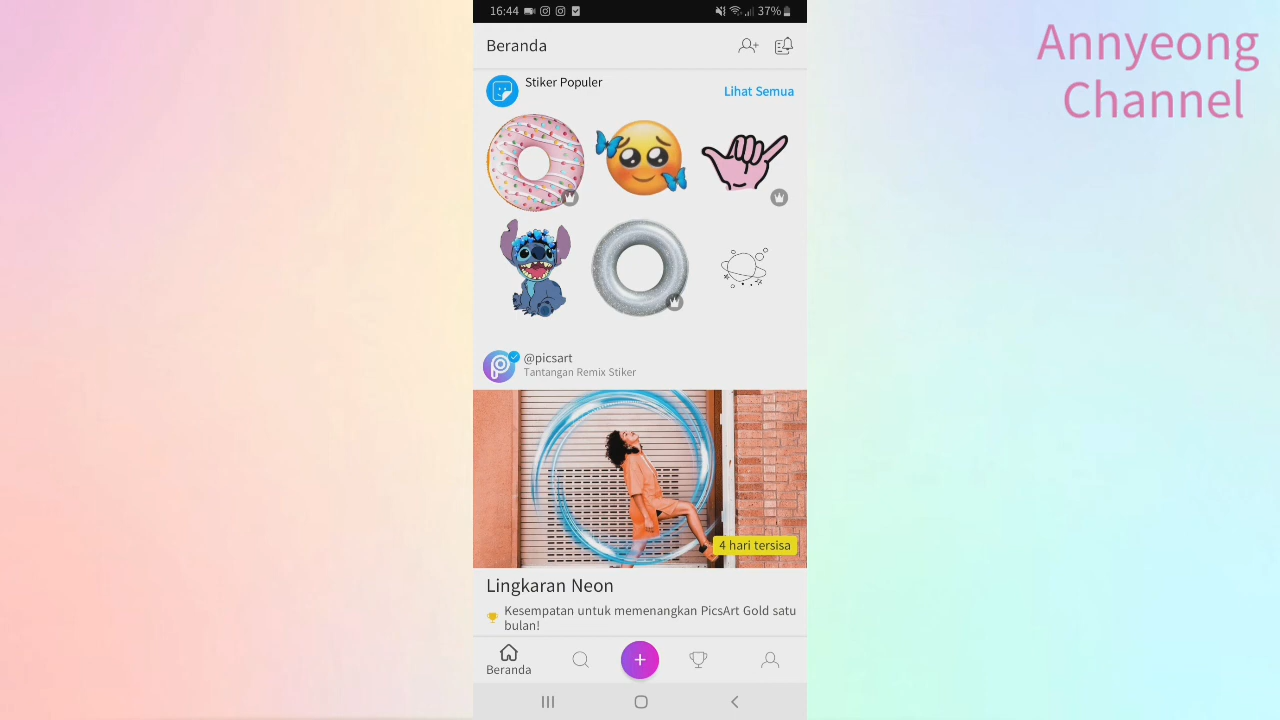 Annyeong
Channel
16:44
37%
Beranda
Stiker Populer
Lihat Semua
@picsart
Tantangan Remix Stiker
4 hari tersisa
Lingkaran Neon
Kesempatan untuk memenangkan PicsArt Gold satu
bulan!
Beranda